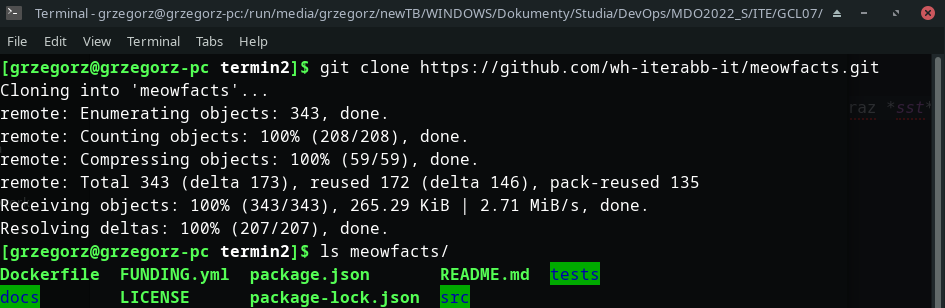 Terminal - grzegorz@grzegorz-pc:/run/media/grzegorz/newTB/WINDOWS/Dokumenty/Studia/DevOps/MDO2022_S/ITE/GCL07/
File Edit View Terminal Tabs Help
[grzegorz@grzegorz-pc termin2]$ git clone https://github.com/wh-iterabb-it/meowfacts.git
Cloning into 'meowfacts'...
remote: Enumerating objects: 343, done.
remote: Counting objects: 100% (208/208), done.
raz *sst*
remote: Compressing objects: 100% (59/59), done.
remote: Total 343 (delta 173), reused 172 (delta 146), pack-reused 135
Receiving objects: 100% (343/343), 265.29 KiB | 2.71 MiB/s, done.
Resolving deltas: 100% (207/207), done.
[grzegorz@grzegorz-pc termin2]$ ls meowfacts/
Dockerfile FUNDING.yml package.json README.md tests
docs LICENSE package-lock.json src